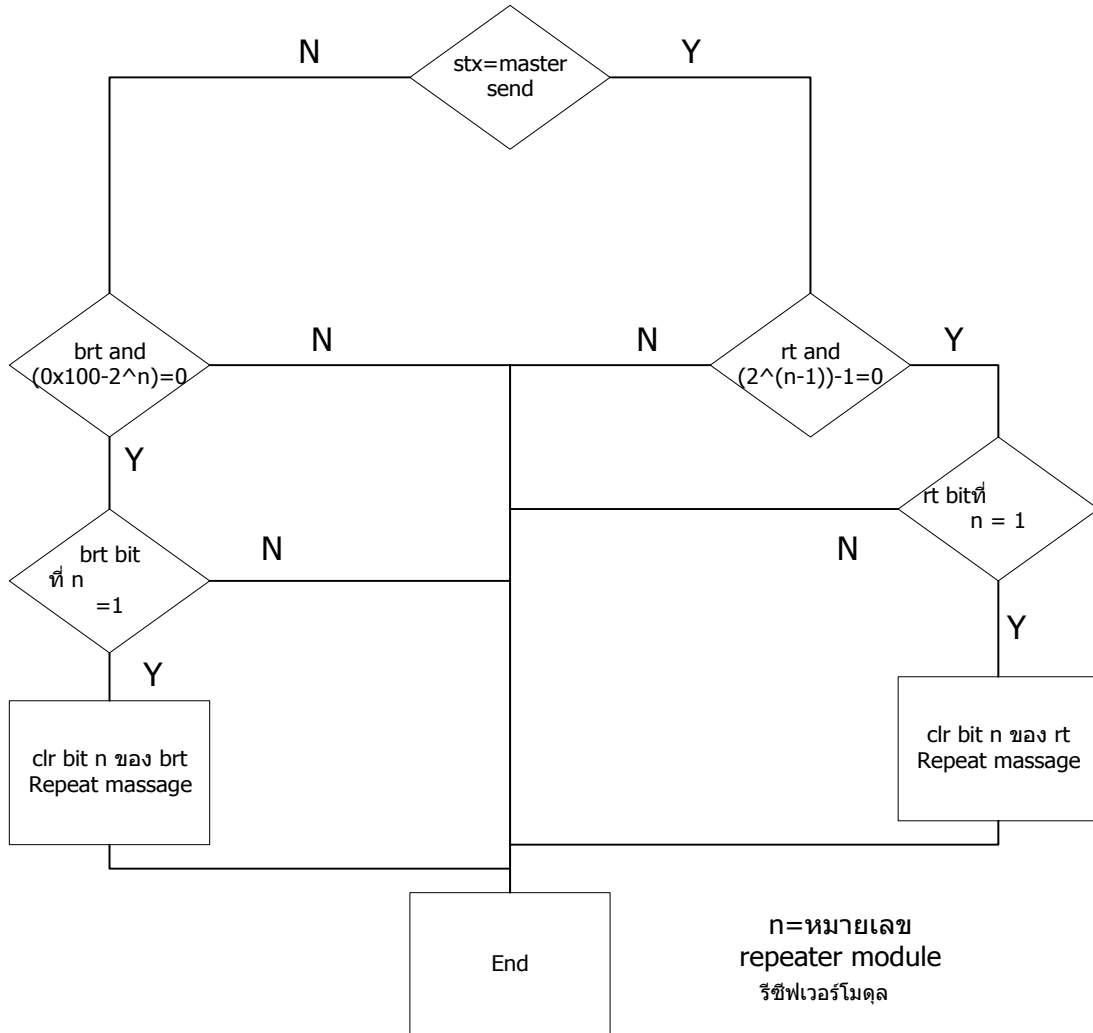 N
stx=master
send
Y
brt and
(0x100-2^n)=0
N
N
rt and
(2^(n-1))-1=0
Y
Y
rt bitที่
n = 1
brt bit
ที่ n
=1
N
N
Y
Y
clr bit n ของ brt
Repeat massage
clr bit n ของ rt
Repeat massage
End
n=หมายเลข
repeater module
รีซีฟเวอร์โมดุล